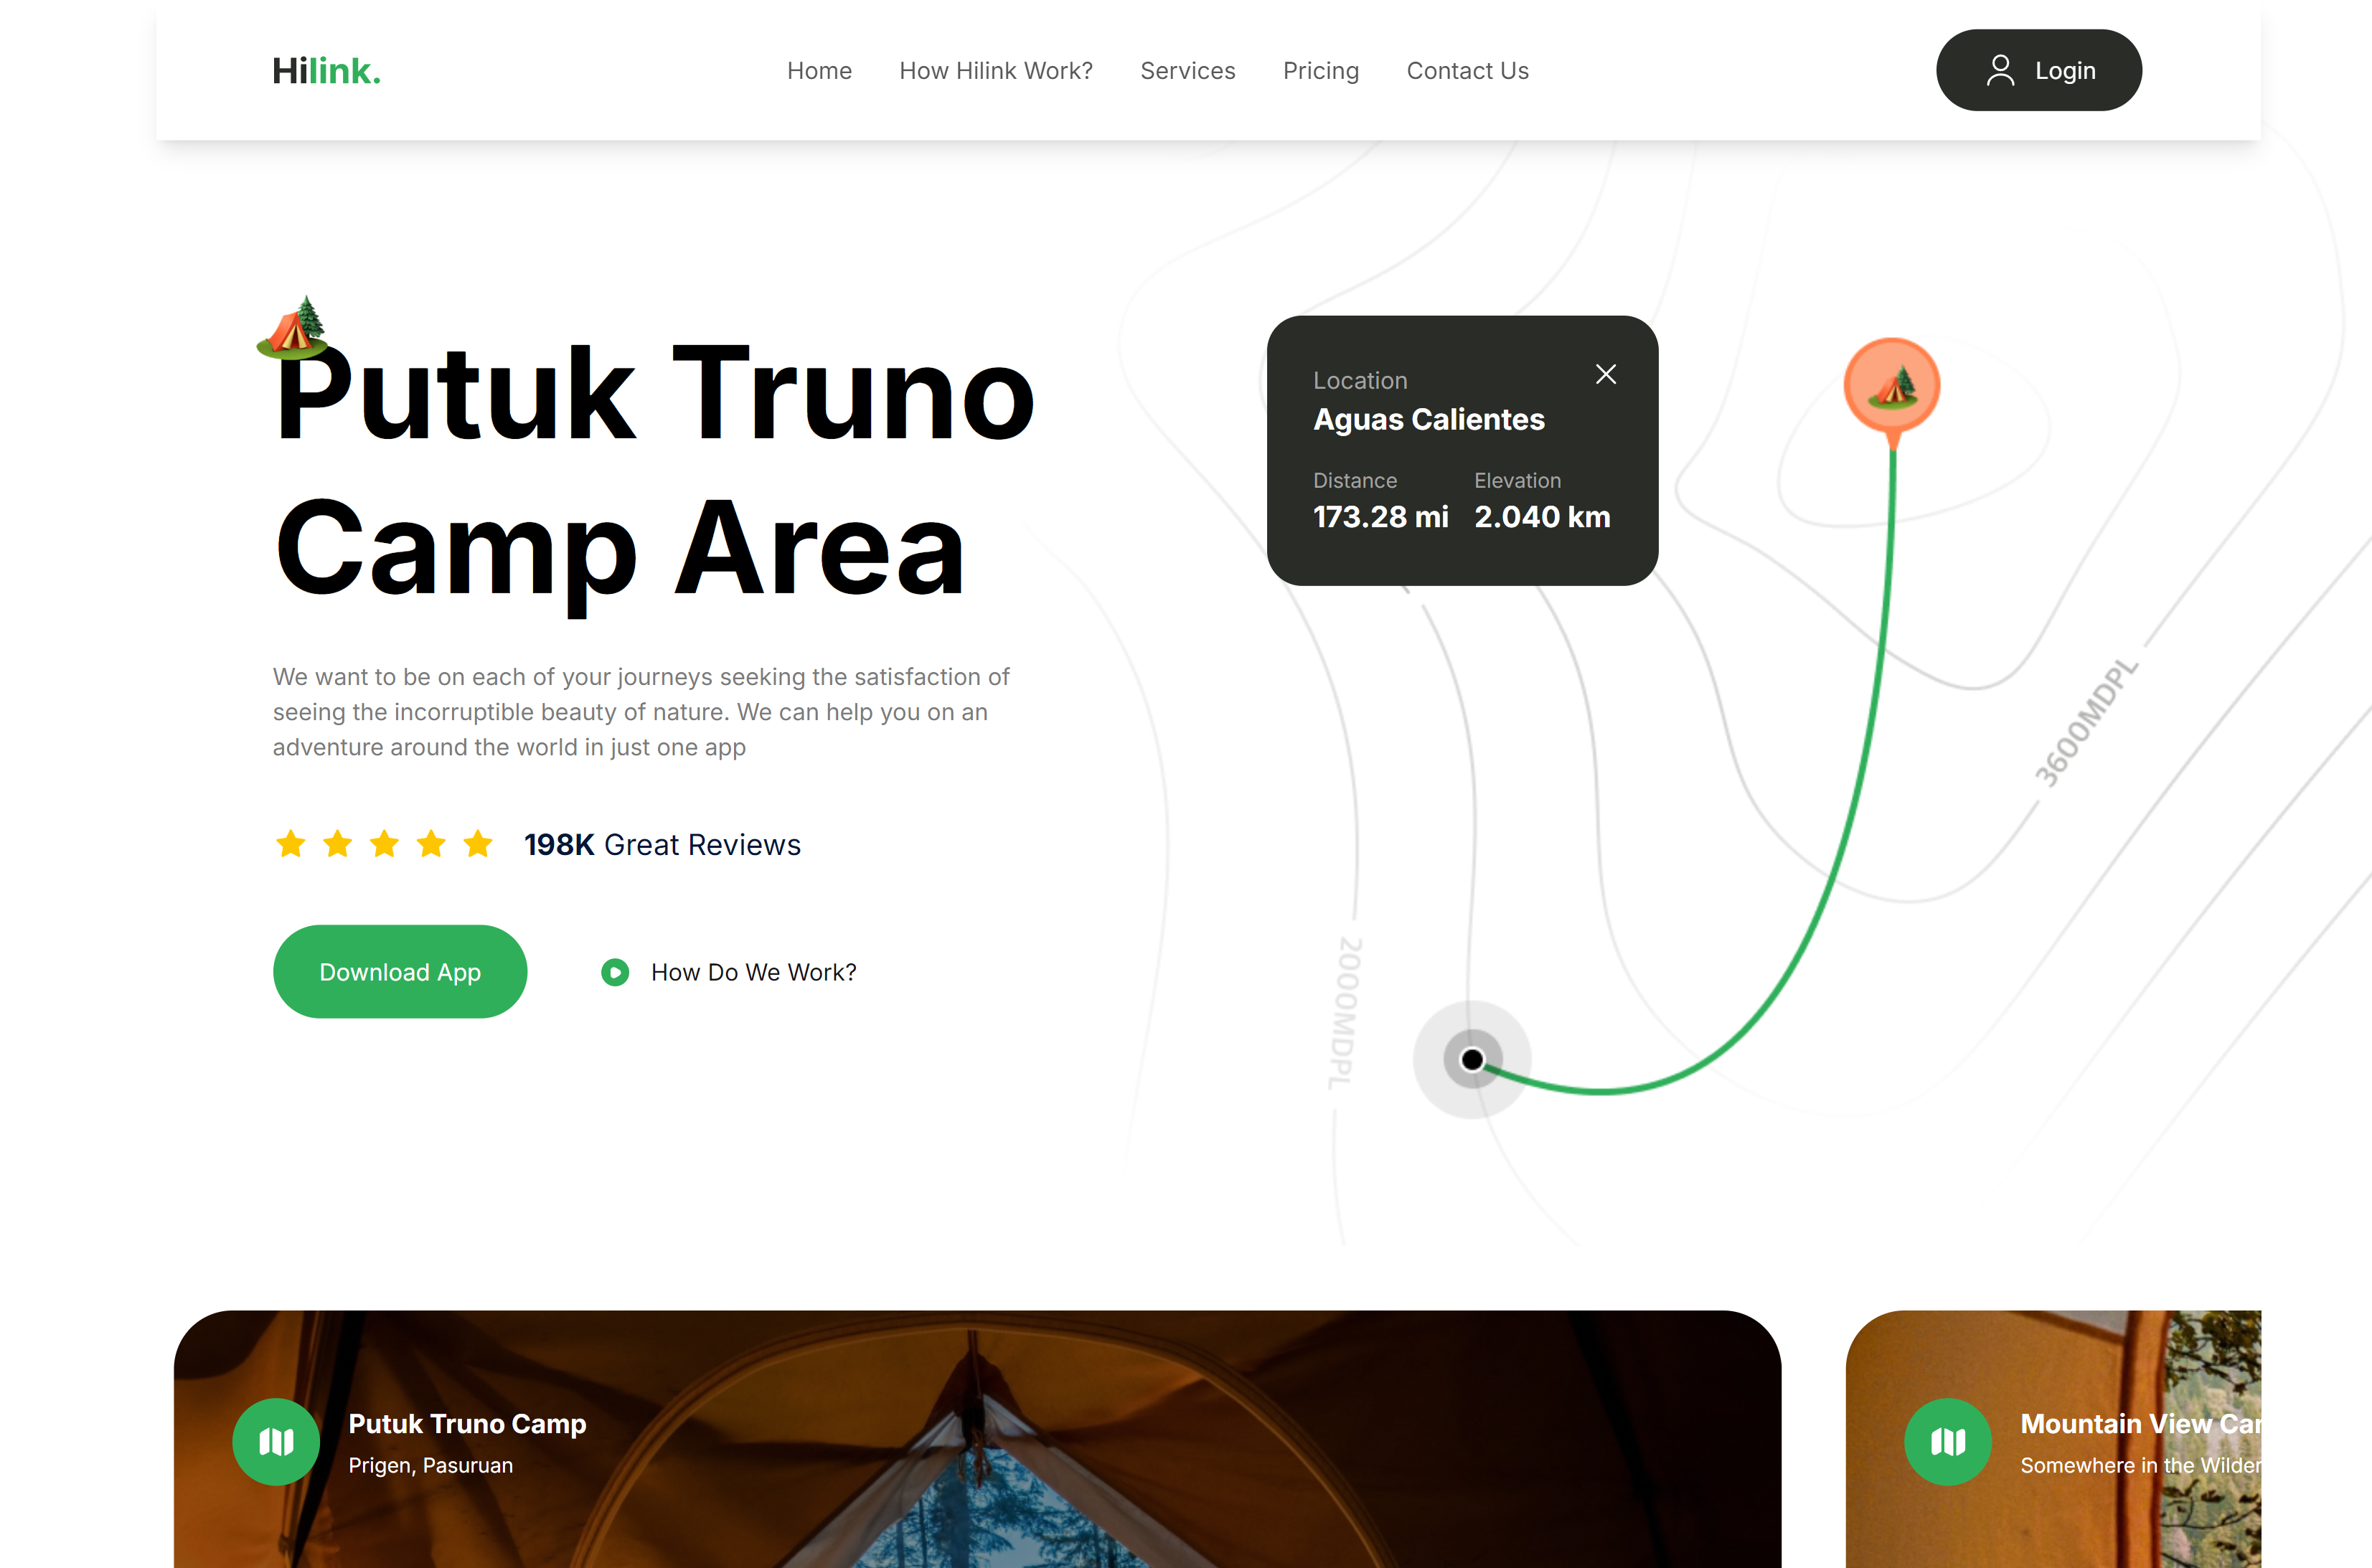 Hilink.
Home
How Hilink Work?
Services
Pricing
Contact Us
Login
Putuk Truno
Camp Area
We want to be on each of your journeys seeking the satisfaction of
seeing the incorruptible beauty of nature. We can help you on an
adventure around the world in just one app
198K Great Reviews
Download App
How Do We Work?
Location
Aguas Calientes
Distance
Elevation
173.28 mi
2.040 km
3600MDPL
2000MDPL
Putuk Truno Camp
Prigen, Pasuruan
Mountain View
Somewhere in the